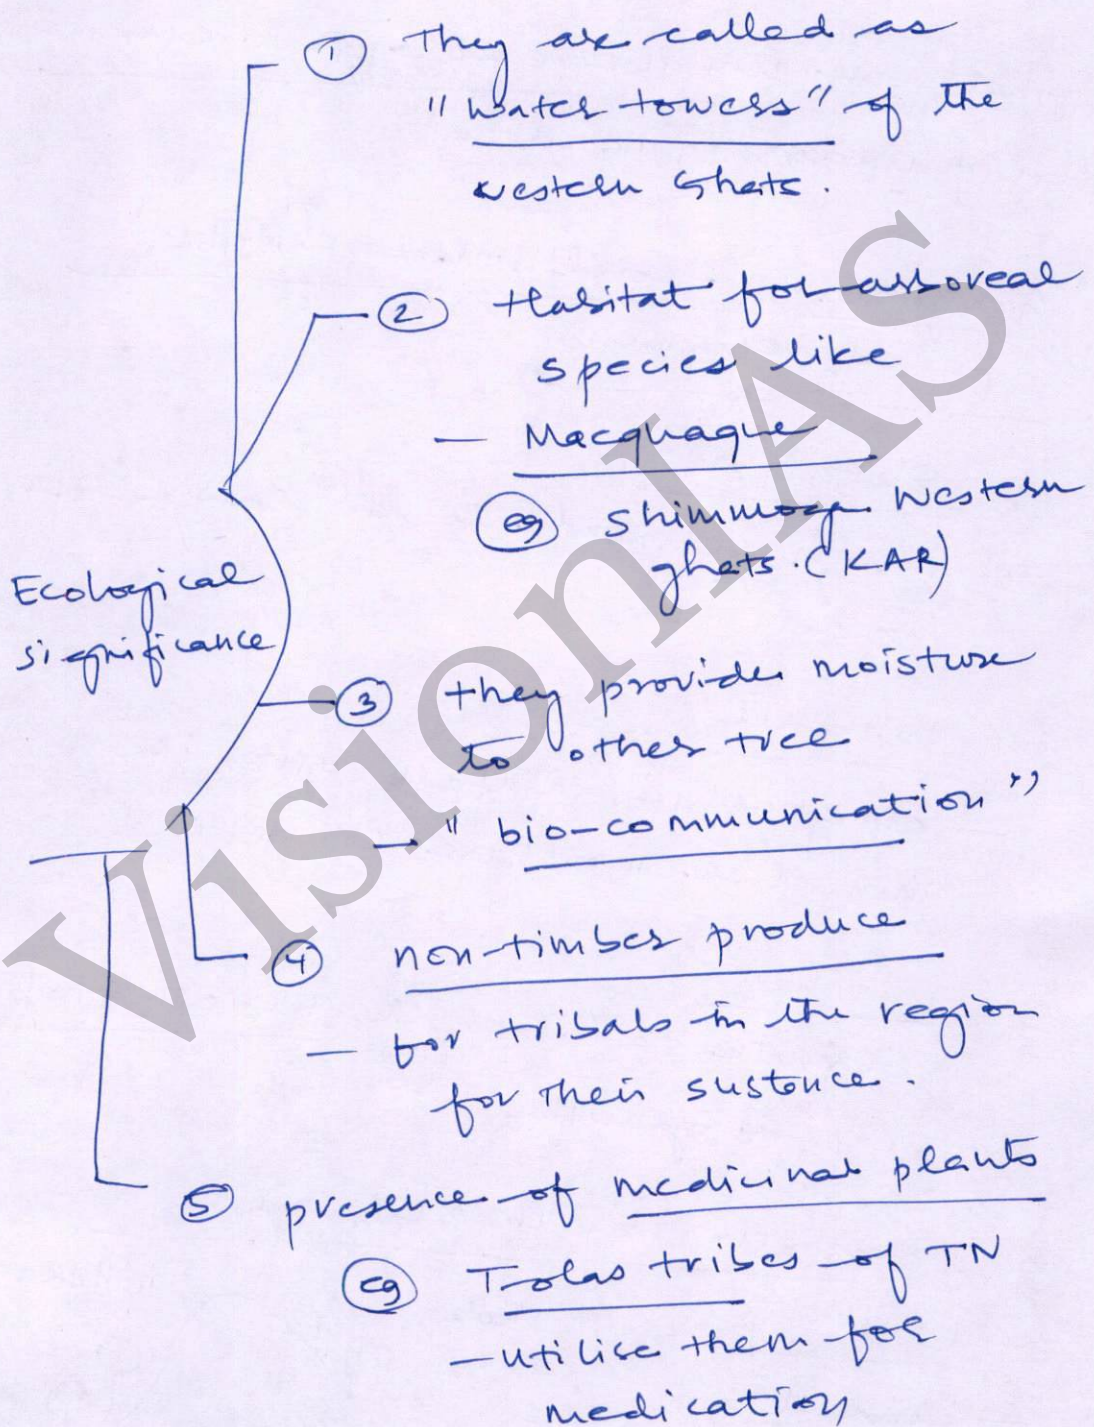 ① They are called as
"water towers" of the
western Ghats.
② Habitat for arboreal
species like
— Macquaque
eg Shimmoga Western
ghats. (KAR)
Ecological
significance
③ they provide moisture
to other tree
→ "bio-communication"
④ non-timber produce
— for tribals in the region
for their sustence.
⑤ presence of medicinal plants
eg Tolas tribes of TN
— utilise them for
medication
VisionIAS